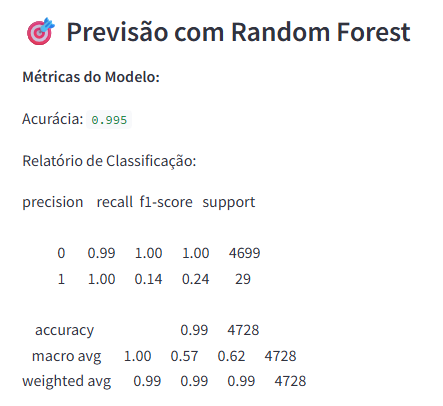 Previsão com Random Forest
Métricas do Modelo:
Acurácia: 0.995
Relatório de Classificação:
precision recall f1-score support
0 0.99 1.00 1.00 4699
1 1.00 0.14 0.24 29
accuracy 0.99 4728
macro avg 1.00 0.57 0.62 4728
weighted avg 0.99 0.99 0.99 4728